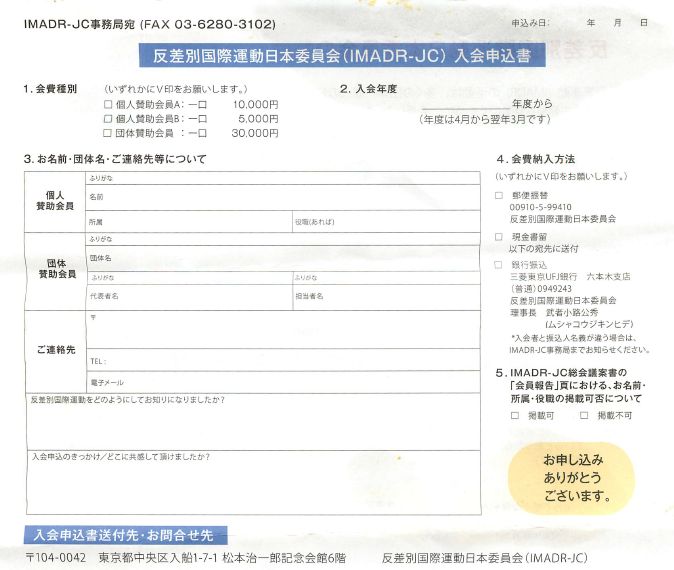 IMADR-JC事務局宛 (FAX 03-6280-3102)
申込み日: 年 月 日
反差別国際運動日本委員会(IMADR-JC) 入会申込書
1. 会費種別 (いずれかにV印をお願いします。)
□ 個人賛助会員A: 一口 10,000円
□ 個人賛助会員B: 一口 5,000円
□ 団体賛助会員 : 一口 30,000円
2. 入会年度
年度から
(年度は4月から翌年3月です)
3. お名前・団体名・ご連絡先等について
個人
賛助会員
ふりがな
名前
所属
役職(あれば)
団体
賛助会員
ふりがな
団体名
ふりがな
ふりがな
代表者名
担当者名
ご連絡先
〒
TEL:
電子メール
反差別国際運動をどのようにしてお知りになりましたか?
入会申込のきっかけ/どこに共感して頂けましたか?
4. 会費納入方法
(いずれかにV印をお願いします。)
□ 郵便振替
00910-5-99410
反差別国際運動日本委員会
□ 現金書留
以下の宛先に送付
□ 銀行振込
三菱東京UFJ銀行 六本木支店
(普通)0949243
反差別国際運動日本委員会
理事長 武者小路公秀
(ムシャコウジキンヒデ)
*入会者と振込人名義が違う場合は、
IMADR-JC事務局までお知らせください。
5. IMADR-JC総会議案書の
「会員報告」頁における、お名前・
所属・役職の掲載可否について
□ 掲載可 □ 掲載不可
お申し込み
ありがとう
ございます。
入会申込書送付先・お問合せ先
〒104-0042 東京都中央区入船1-7-1 松本治一郎記念会館6階 反差別国際運動日本委員会(IMADR-JC)